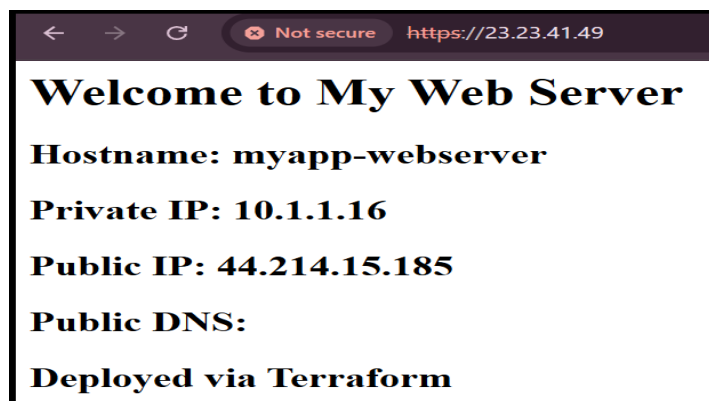 Not secure https://23.23.41.49
Welcome to My Web Server
Hostname: myapp-webserver
Private IP: 10.1.1.16
Public IP: 44.214.15.185
Public DNS:
Deployed via Terraform